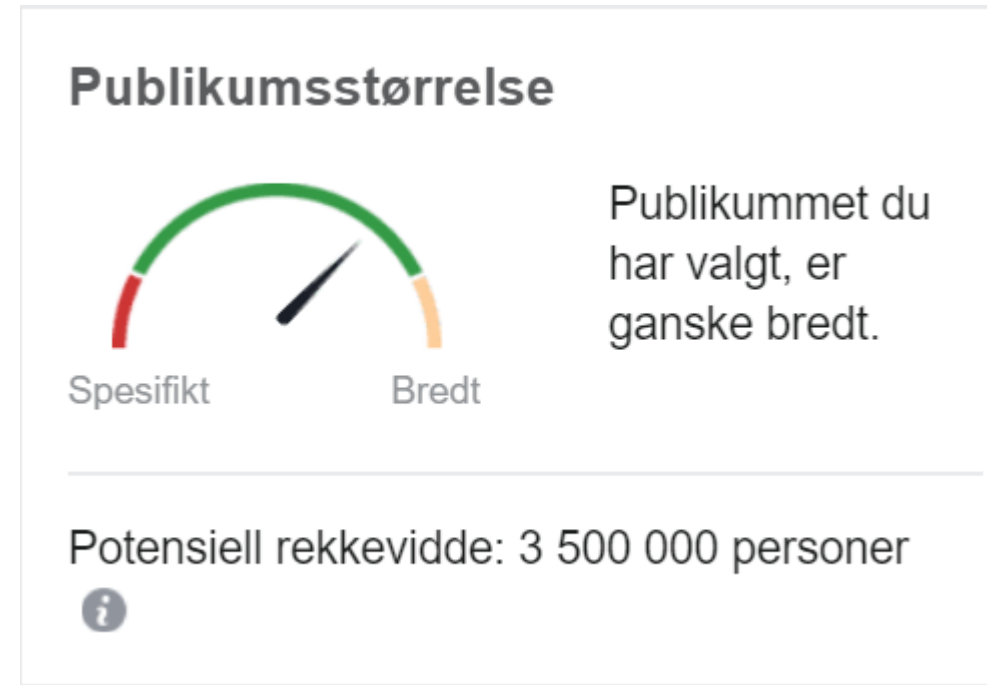 Publikumsstørrelse
Publikummet du
har valgt, er
ganske bredt.
Spesifikt
Bredt
Potensiell rekkevidde: 3 500 000 personer
i